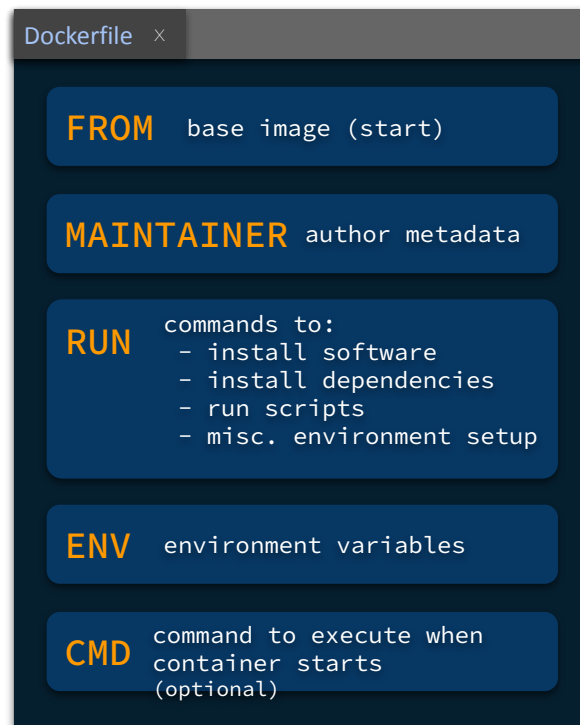 Dockerfile x
FROM base image (start)
MAINTAINER author metadata
RUN commands to:
- install software
- install dependencies
- run scripts
- misc. environment setup
ENV environment variables
CMD command to execute when
container starts
(optional)